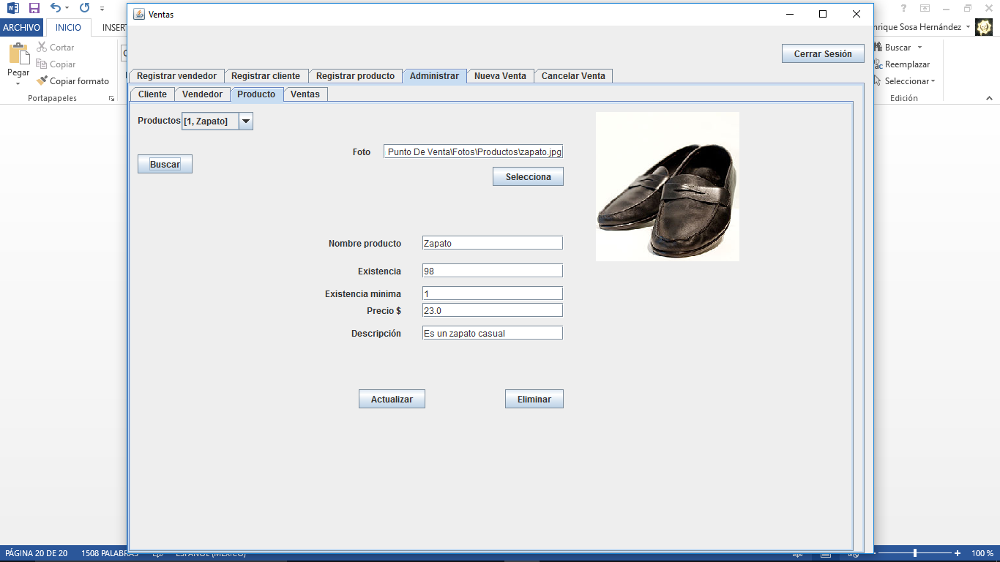 Ventas
ARCHIVO INICIO INSERT
nrique Sosa Hernández
Cortar
Copiar
Pegar
Copiar formato
Portapapeles
Buscar
Reemplazar
Seleccionar
Edición
Cerrar Sesión
Registrar vendedor Registrar cliente Registrar producto Administrar Nueva Venta Cancelar Venta
Cliente Vendedor Producto Ventas
Productos [1, Zapato]
Foto Punto De Venta\Fotos\Productos\zapato.jpg
Buscar
Selecciona
Nombre producto Zapato
Existencia 98
Existencia minima 1
Precio $ 23.0
Descripción Es un zapato casual
Actualizar Eliminar
PÁGINA 20 DE 20 1508 PALABRAS ESPAÑOL (MÉXICO) 100 %